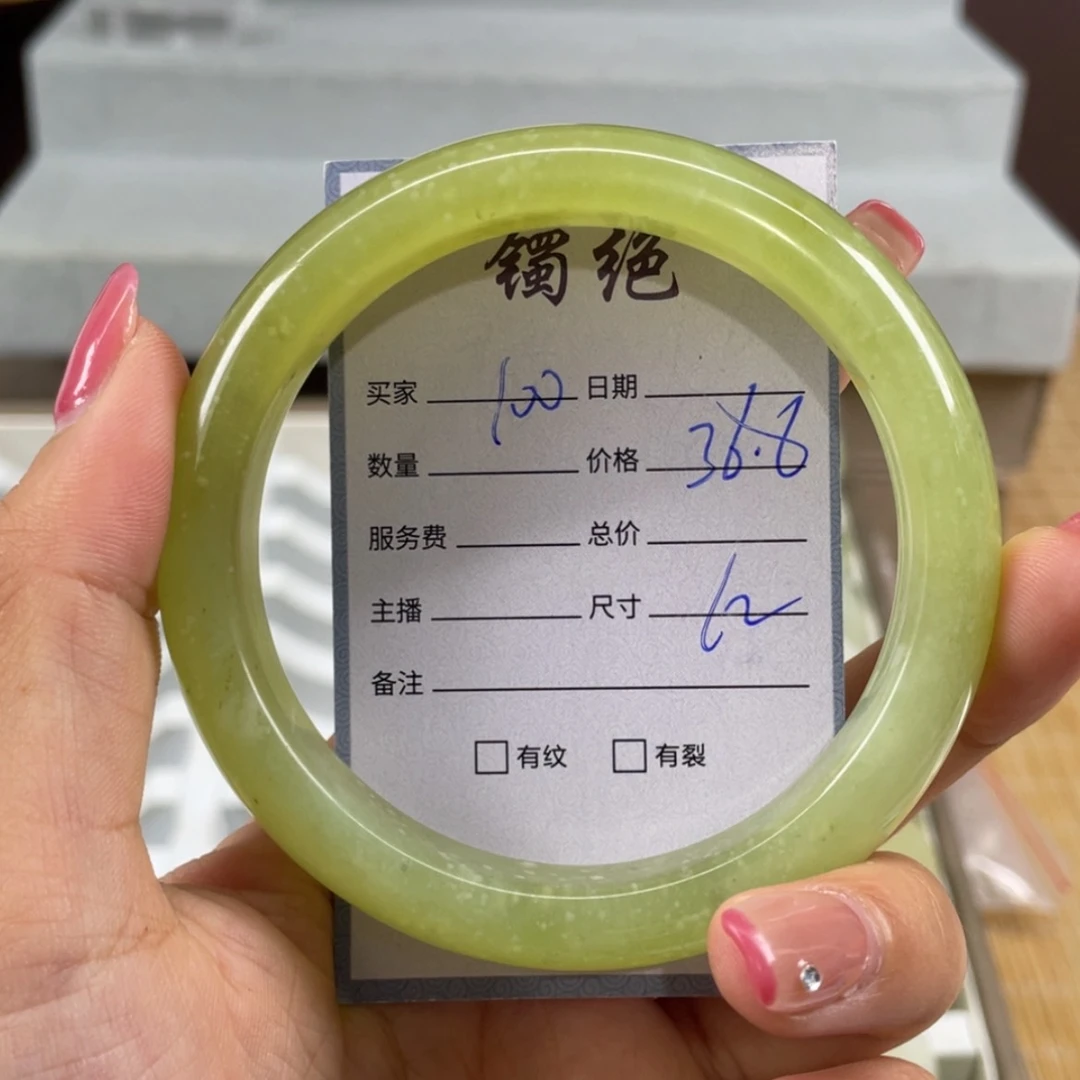 镯绝
买家 100 日期
数量 价格 36.8
服务费 总价
主播 尺寸
备注
有纹 有裂